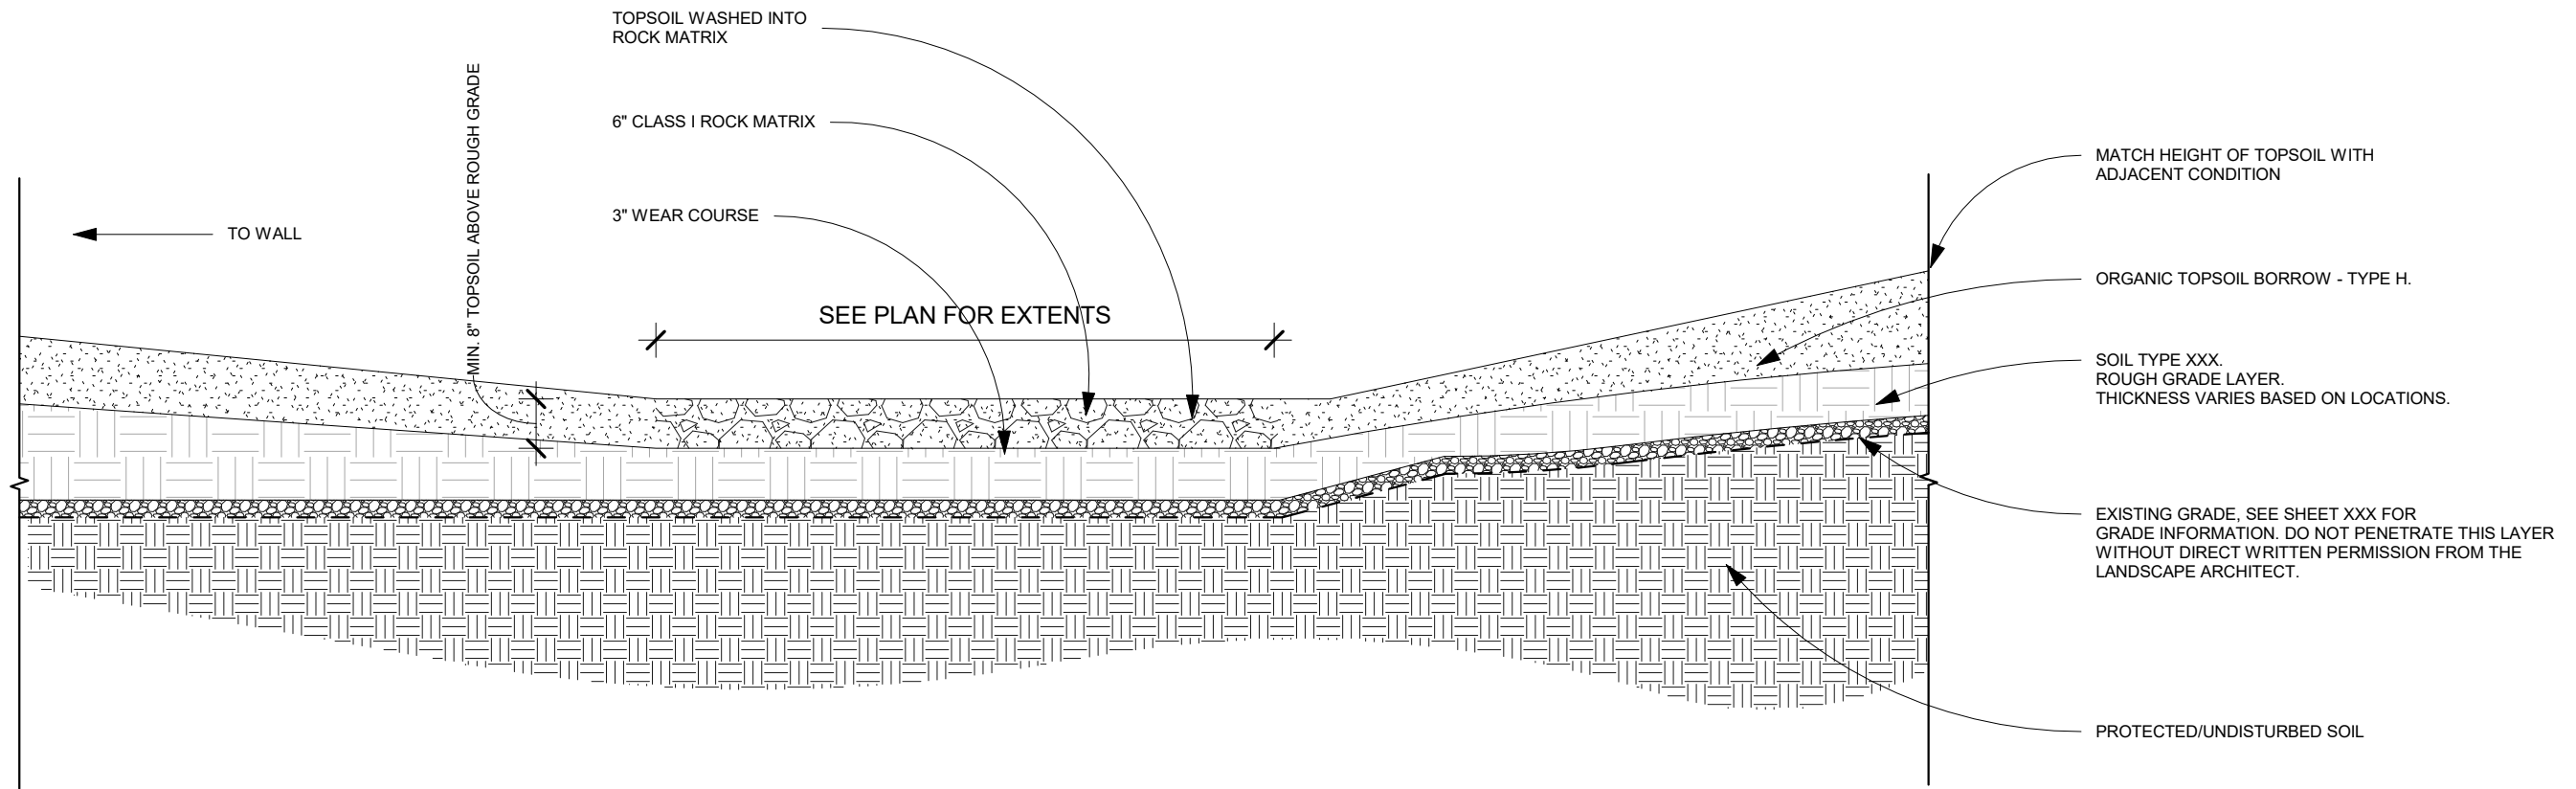 TOPSOIL WASHED INTO
ROCK MATRIX
6" CLASS I ROCK MATRIX
3" WEAR COURSE
MIN. 8" TOPSOIL ABOVE ROUGH GRADE
TO WALL
SEE PLAN FOR EXTENTS
MATCH HEIGHT OF TOPSOIL WITH
ADJACENT CONDITION
ORGANIC TOPSOIL BORROW - TYPE H.
SOIL TYPE XXX.
ROUGH GRADE LAYER.
THICKNESS VARIES BASED ON LOCATIONS.
EXISTING GRADE, SEE SHEET XXX FOR
GRADE INFORMATION. DO NOT PENETRATE THIS LAYER
WITHOUT DIRECT WRITTEN PERMISSION FROM THE
LANDSCAPE ARCHITECT.
PROTECTED/UNDISTURBED SOIL